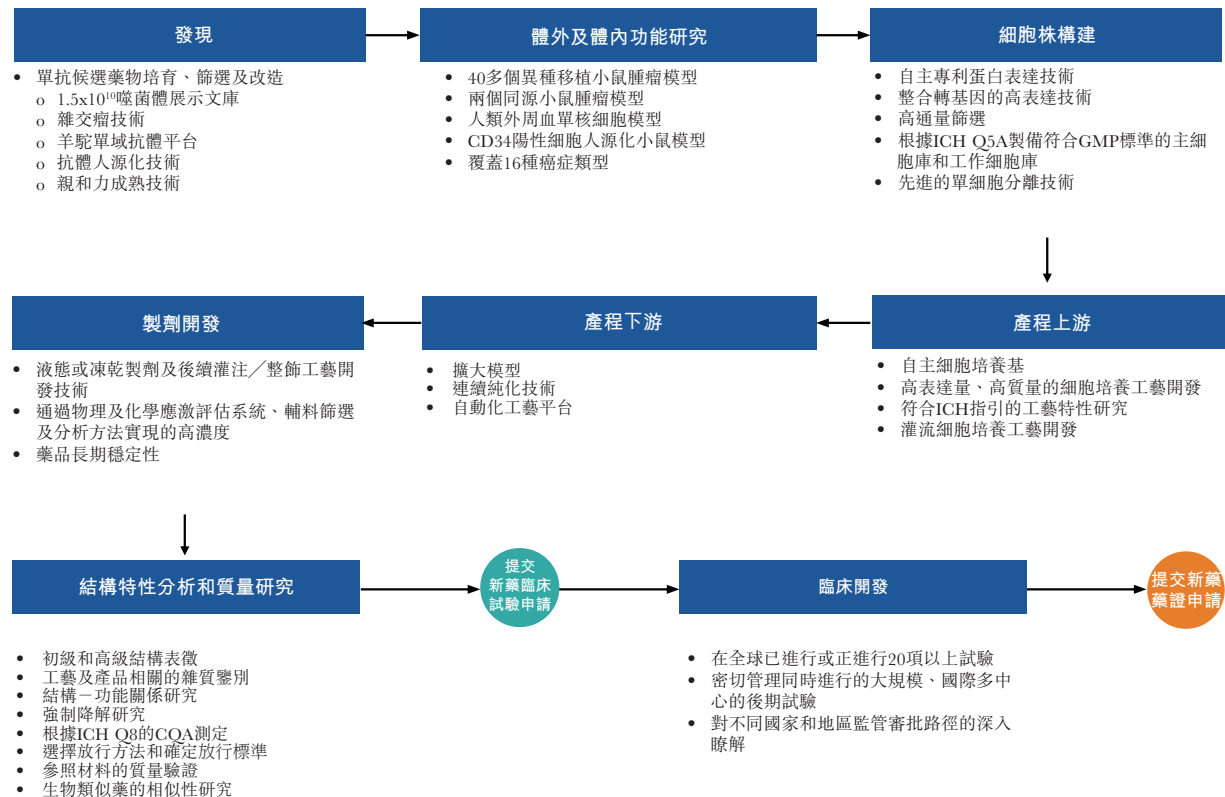 發現
• 單抗候選藥物培育、篩選及改造
o 1.5x10¹⁰噬菌體展示文庫
o 雜交瘤技術
o 羊駝單域抗體平台
o 抗體人源化技術
o 親和力成熟技術
體外及體內功能研究
• 40多個異種移植小鼠腫瘤模型
• 兩個同源小鼠腫瘤模型
• 人類外周血單核細胞模型
• CD34陽性細胞人源化小鼠模型
• 覆蓋16種癌症類型
細胞株構建
• 自主專利蛋白表達技術
• 整合轉基因的高表達技術
• 高通量篩選
• 根據ICH Q5A製備符合GMP標準的主細
胞庫和工作細胞庫
• 先進的單細胞分離技術
產程上游
• 自主細胞培養基
• 高表達量、高質量的細胞培養工藝開發
• 符合ICH指引的工藝特性研究
• 灌流細胞培養工藝開發
產程下游
• 擴大模型
• 連續純化技術
• 自動化工藝平台
製劑開發
• 液態或凍乾製劑及後續灌注╱整飾工藝開
發技術
• 通過物理及化學應激評估系統、輔料篩選
及分析方法實現的高濃度
• 藥品長期穩定性
結構特性分析和質量研究
• 初級和高級結構表徵
• 工藝及產品相關的雜質鑒別
• 結構－功能關係研究
• 強制降解研究
• 根據ICH Q8的CQA測定
• 選擇放行方法和確定放行標準
• 參照材料的質量驗證
• 生物類似藥的相似性研究
提交
新藥臨床
試驗申請
臨床開發
• 在全球已進行或正進行20項以上試驗
• 密切管理同時進行的大規模、國際多中
心的後期試驗
• 對不同國家和地區監管審批路徑的深入
瞭解
提交新藥
藥證申請